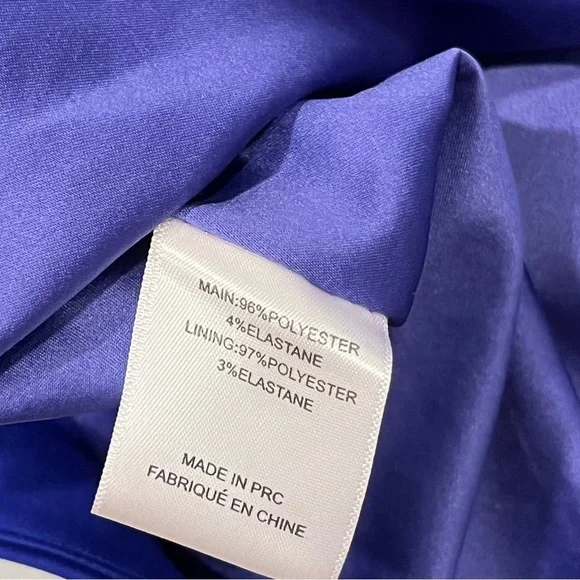 MAIN:96%POLYESTER
4%ELASTANE
LINING:97%POLYESTER
3%ELASTANE
MADE IN PRC
FABRIQUÉ EN CHINE